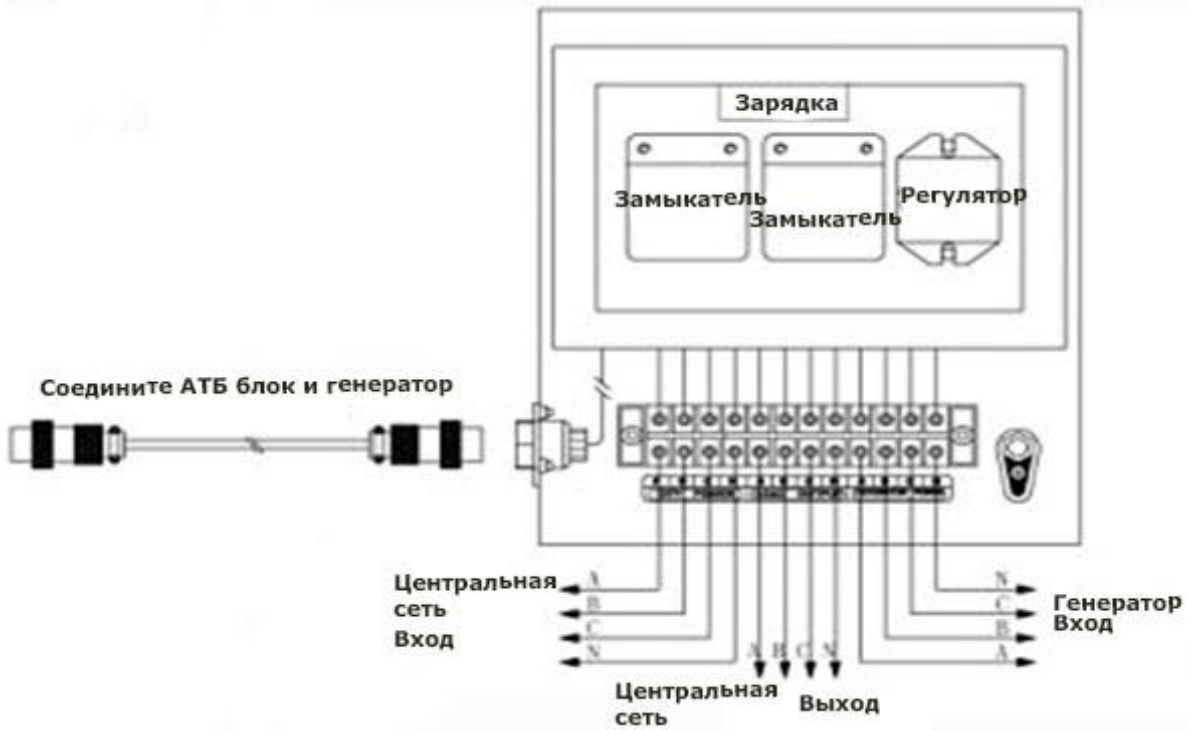 Зарядка
Замыкатель
Замыкатель
Регулятор
Соедините АТБ блок и генератор
Центральная
сеть
Вход
A
B
C
N
A B C N
Центральная
сеть
Выход
N
C
B
A
Генератор
Вход